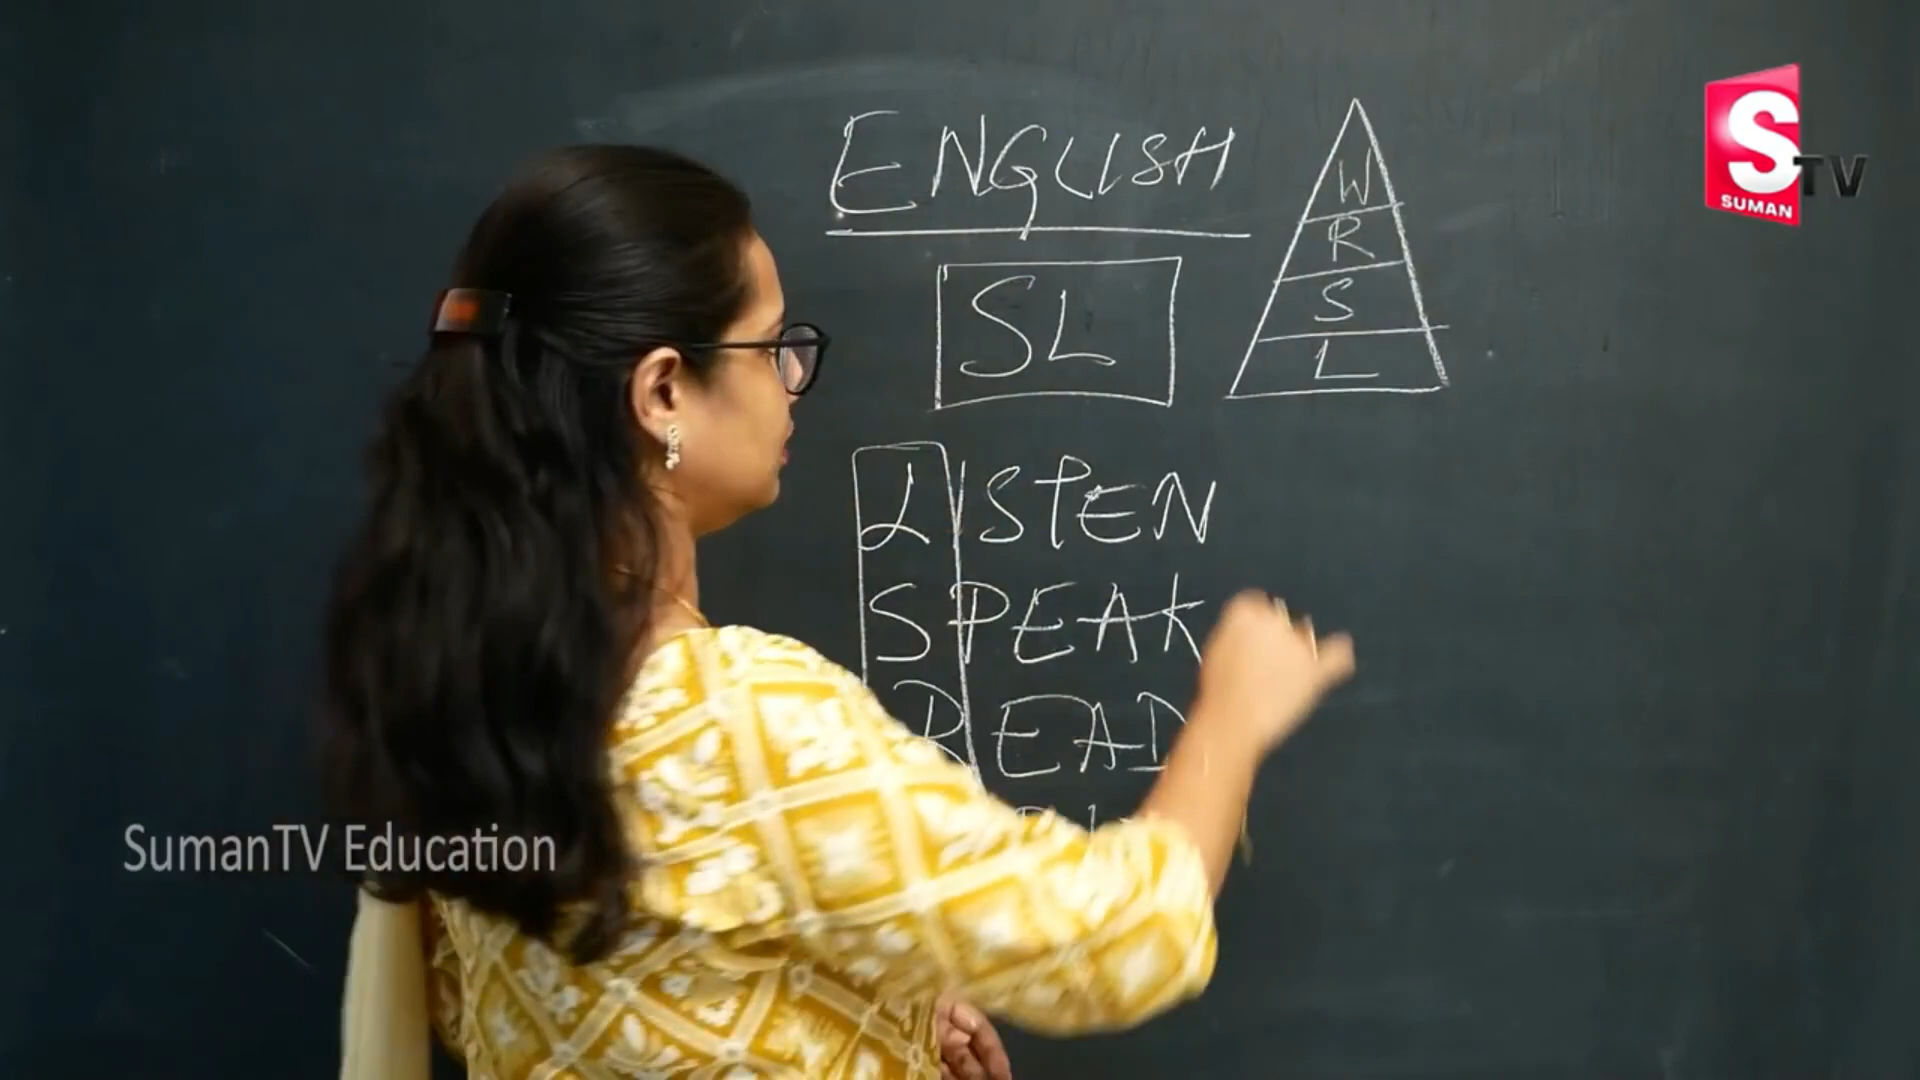 ENGLISH
W
R
S
L
SL
LISTEN
SPEAK
READ
S
TV
SUMAN
SumanTV Education